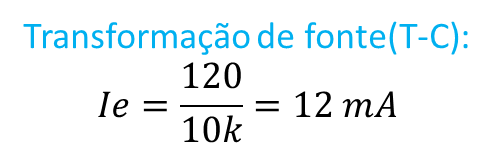 Transformação de fonte(T-C):
Ie = 120/10k = 12 mA